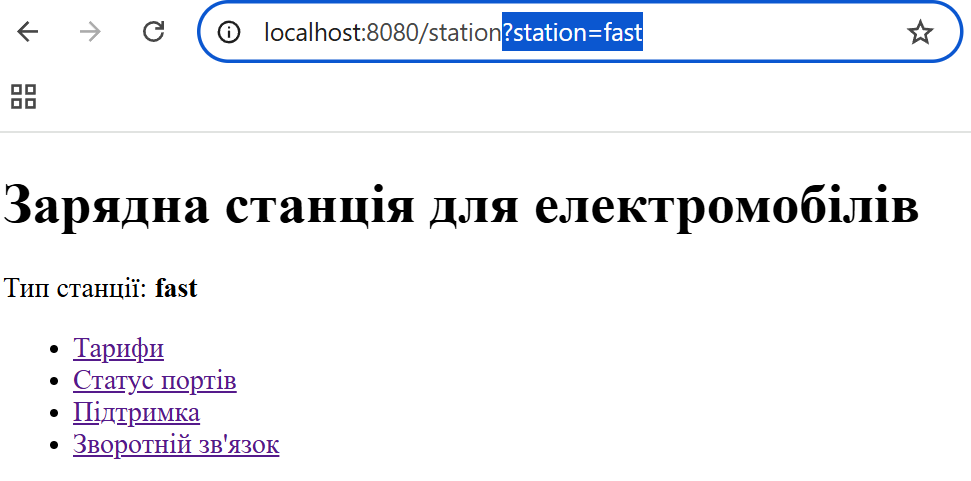 localhost:8080/station?station=fast
Зарядна станція для електромобілів
Тип станції: fast
Тарифи
Статус портів
Підтримка
Зворотній зв'язок